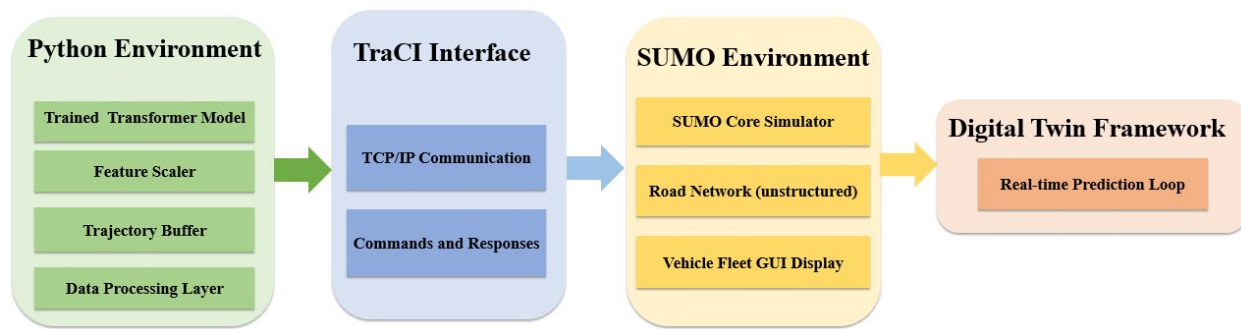 Python Environment
Trained Transformer Model
Feature Scaler
Trajectory Buffer
Data Processing Layer
TraCI Interface
TCP/IP Communication
Commands and Responses
SUMO Environment
SUMO Core Simulator
Road Network (unstructured)
Vehicle Fleet GUI Display
Digital Twin Framework
Real-time Prediction Loop